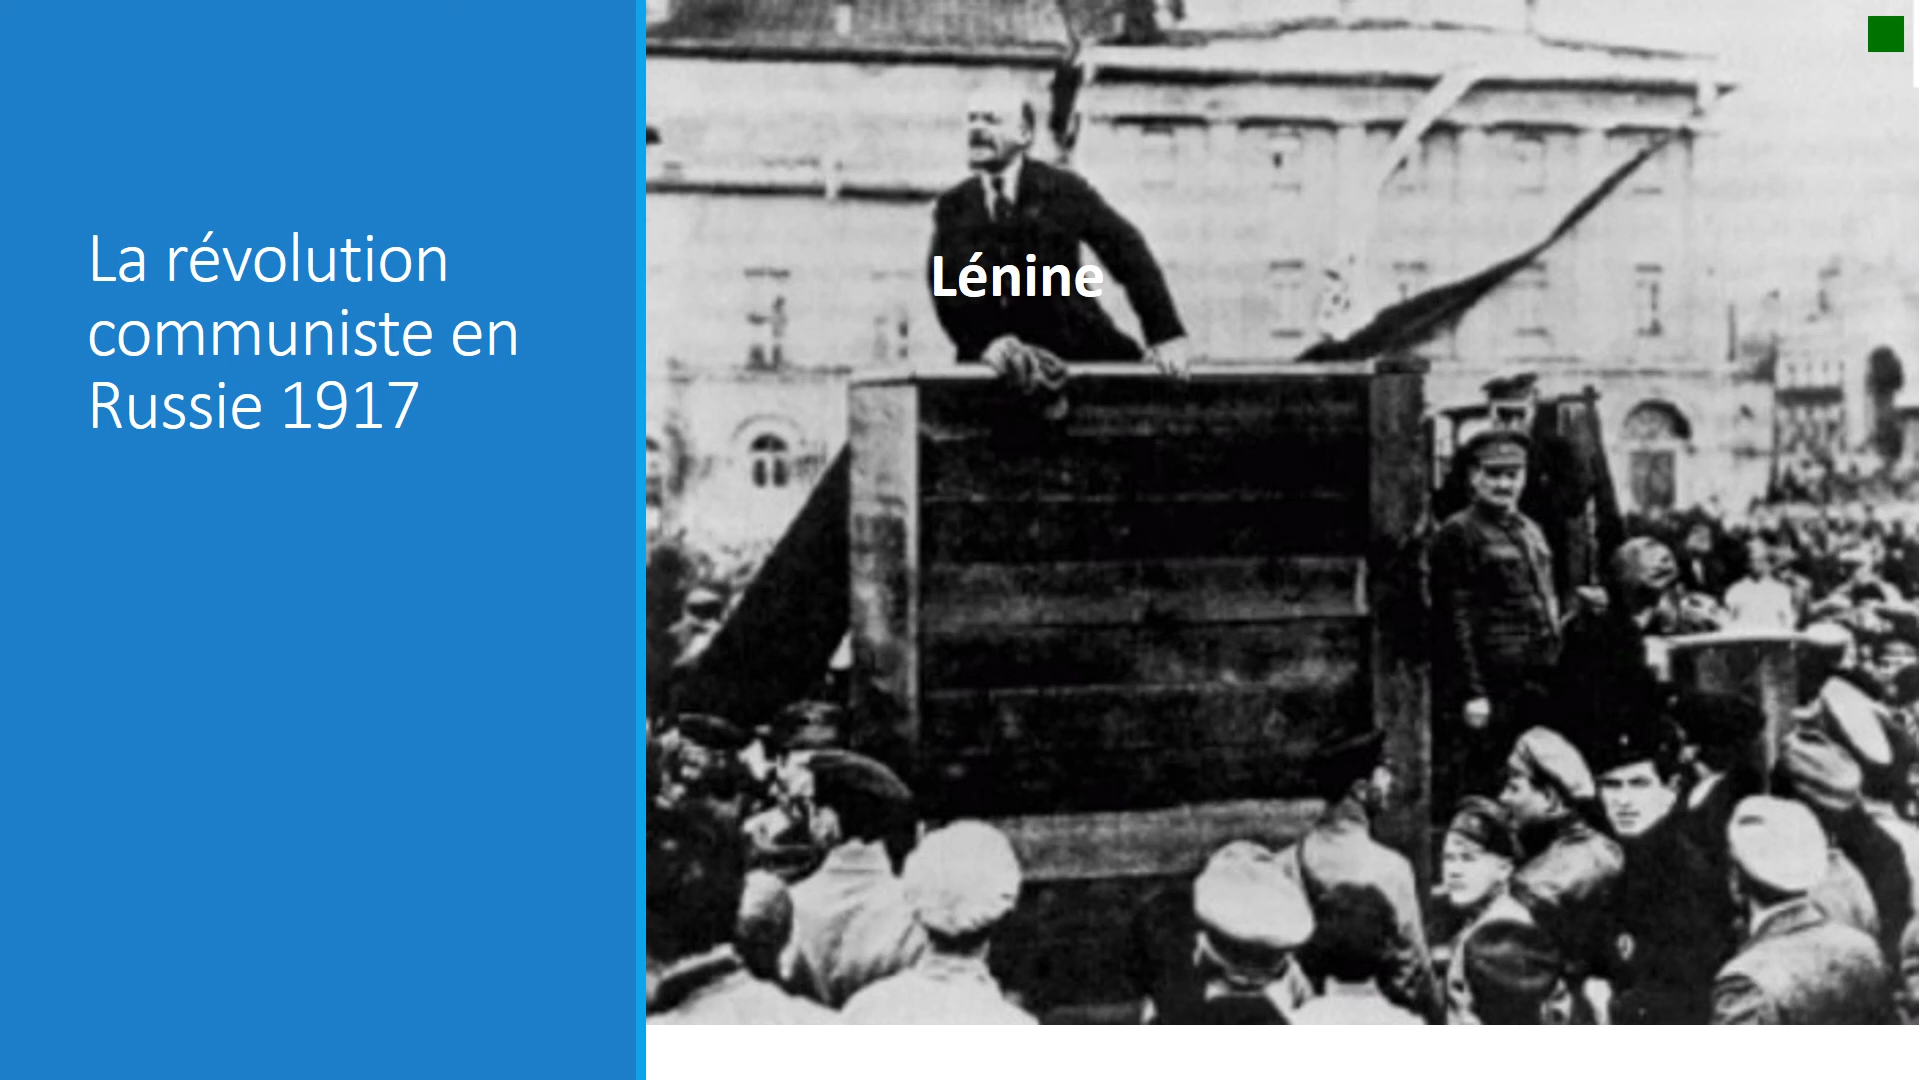 La révolution
communiste en
Russie 1917
Lénine